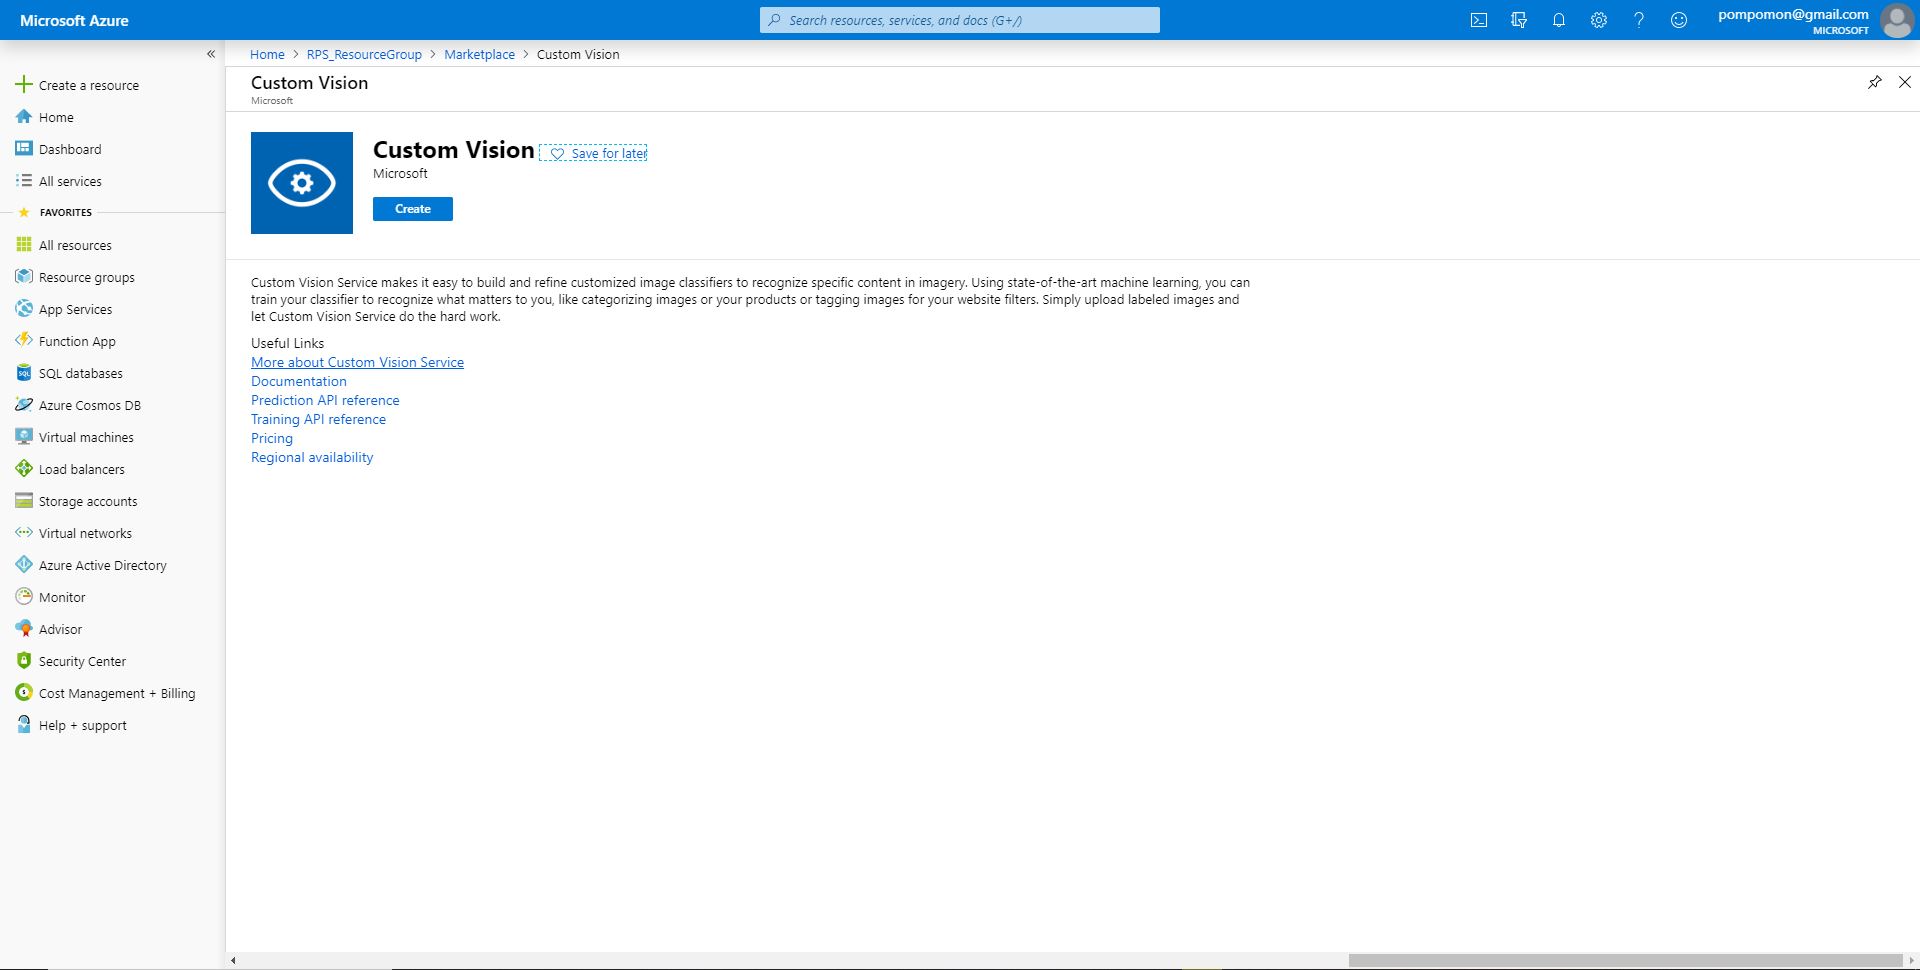 Microsoft Azure
Search resources, services, and docs (G+/)
pompomon@gmail.com
MICROSOFT
«
Home > RPS_ResourceGroup > Marketplace > Custom Vision
Create a resource
Home
Dashboard
All services
FAVORITES
All resources
Resource groups
App Services
Function App
SQL databases
Azure Cosmos DB
Virtual machines
Load balancers
Storage accounts
Virtual networks
Azure Active Directory
Monitor
Advisor
Security Center
Cost Management + Billing
Help + support
Custom Vision
Microsoft
Custom Vision
Save for later
Microsoft
Create
Custom Vision Service makes it easy to build and refine customized image classifiers to recognize specific content in imagery. Using state-of-the-art machine learning, you can
train your classifier to recognize what matters to you, like categorizing images or your products or tagging images for your website filters. Simply upload labeled images and
let Custom Vision Service do the hard work.
Useful Links
More about Custom Vision Service
Documentation
Prediction API reference
Training API reference
Pricing
Regional availability